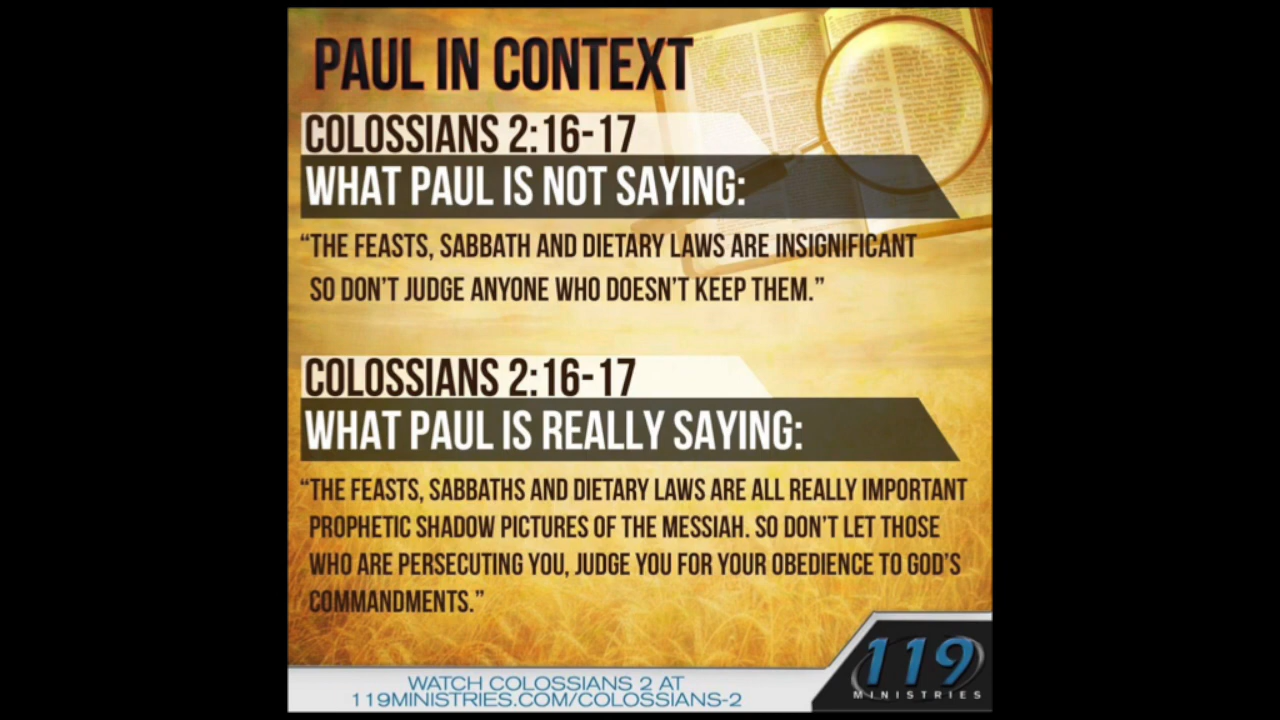 PAUL IN CONTEXT
COLOSSIANS 2:16-17
WHAT PAUL IS NOT SAYING:
“THE FEASTS, SABBATH AND DIETARY LAWS ARE INSIGNIFICANT
SO DON’T JUDGE ANYONE WHO DOESN’T KEEP THEM.”
COLOSSIANS 2:16-17
WHAT PAUL IS REALLY SAYING:
“THE FEASTS, SABBATHS AND DIETARY LAWS ARE ALL REALLY IMPORTANT
PROPHETIC SHADOW PICTURES OF THE MESSIAH. SO DON’T LET THOSE
WHO ARE PERSECUTING YOU, JUDGE YOU FOR YOUR OBEDIENCE TO GOD’S
COMMANDMENTS.”
WATCH COLOSSIANS 2 AT
119MINISTRIES.COM/COLOSSIANS-2
119
MINISTRIES